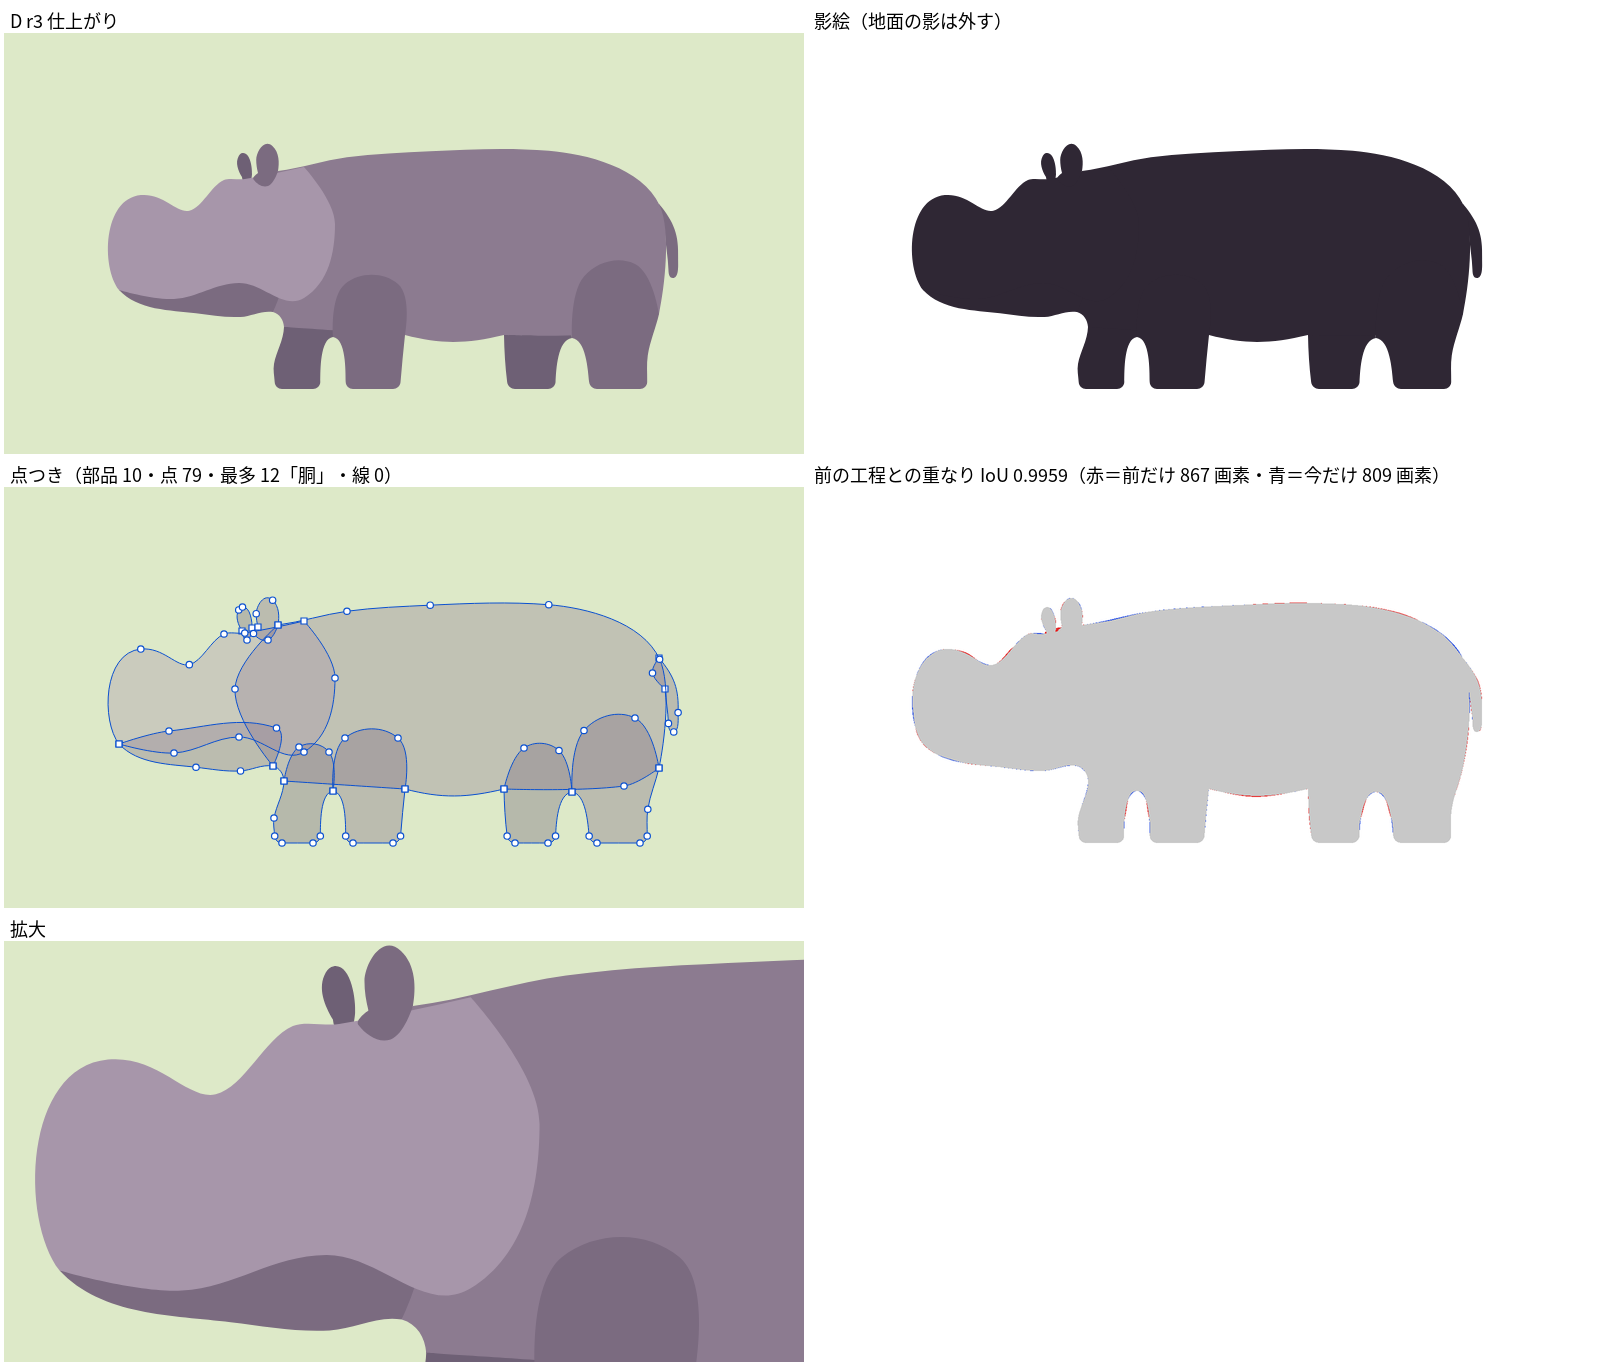 D r3 仕上がり
影絵（地面の影は外す）
点つき（部品 10・点 79・最多 12「胴」・線 0）
前の工程との重なり IoU 0.9959（赤＝前だけ 867 画素・青＝今だけ 809 画素）
拡大